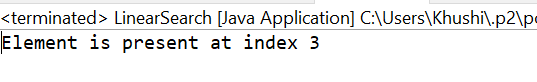 <terminated> LinearSearch [Java Application] C:\Users\Khushi\.p2\p
Element is present at index 3